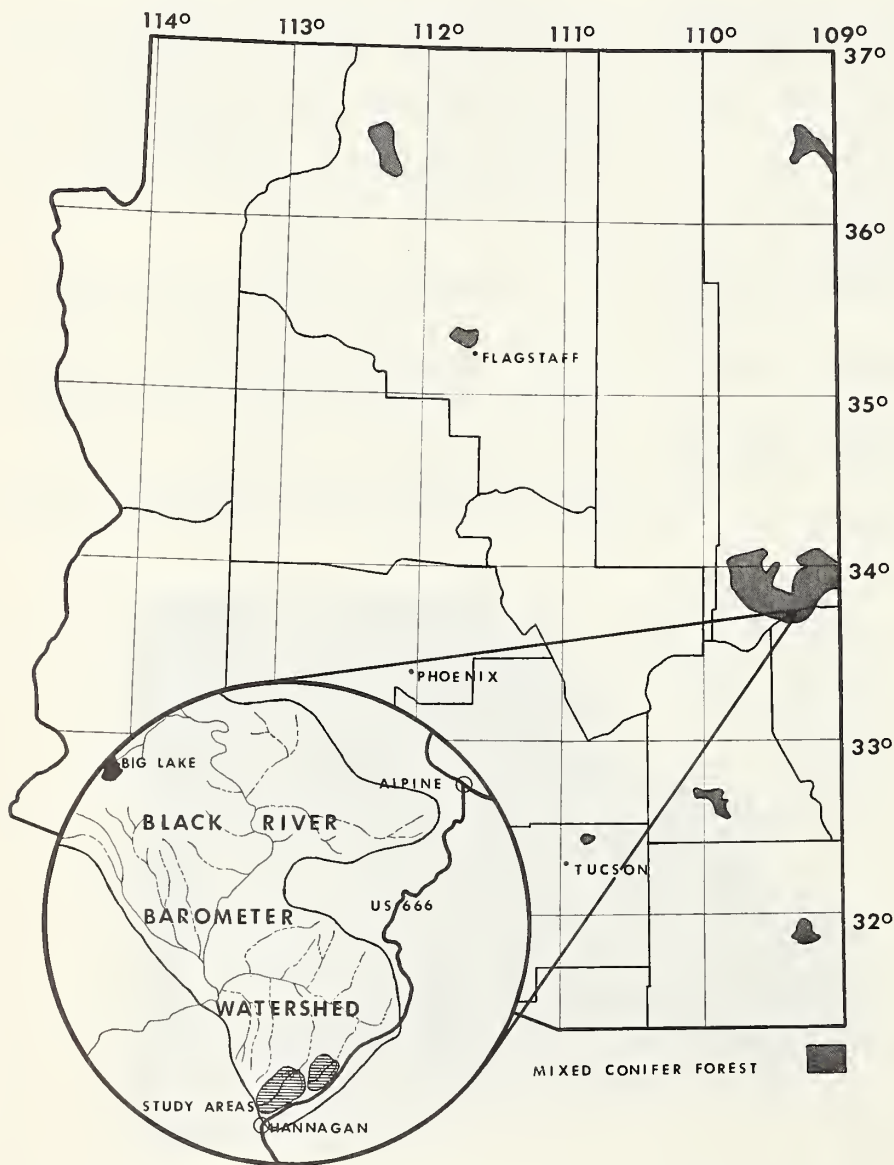 114° 113° 112° 111° 110° 109°
37°
36°
FLAGSTAFF
35°
34°
PHOENIX
33°
BIG LAKE
ALPINE
BLACK RIVER
TUCSON
US 666
BAROMETER
32°
WATERSHED
MIXED CONIFER FOREST
STUDY AREAS
HANNAGAN